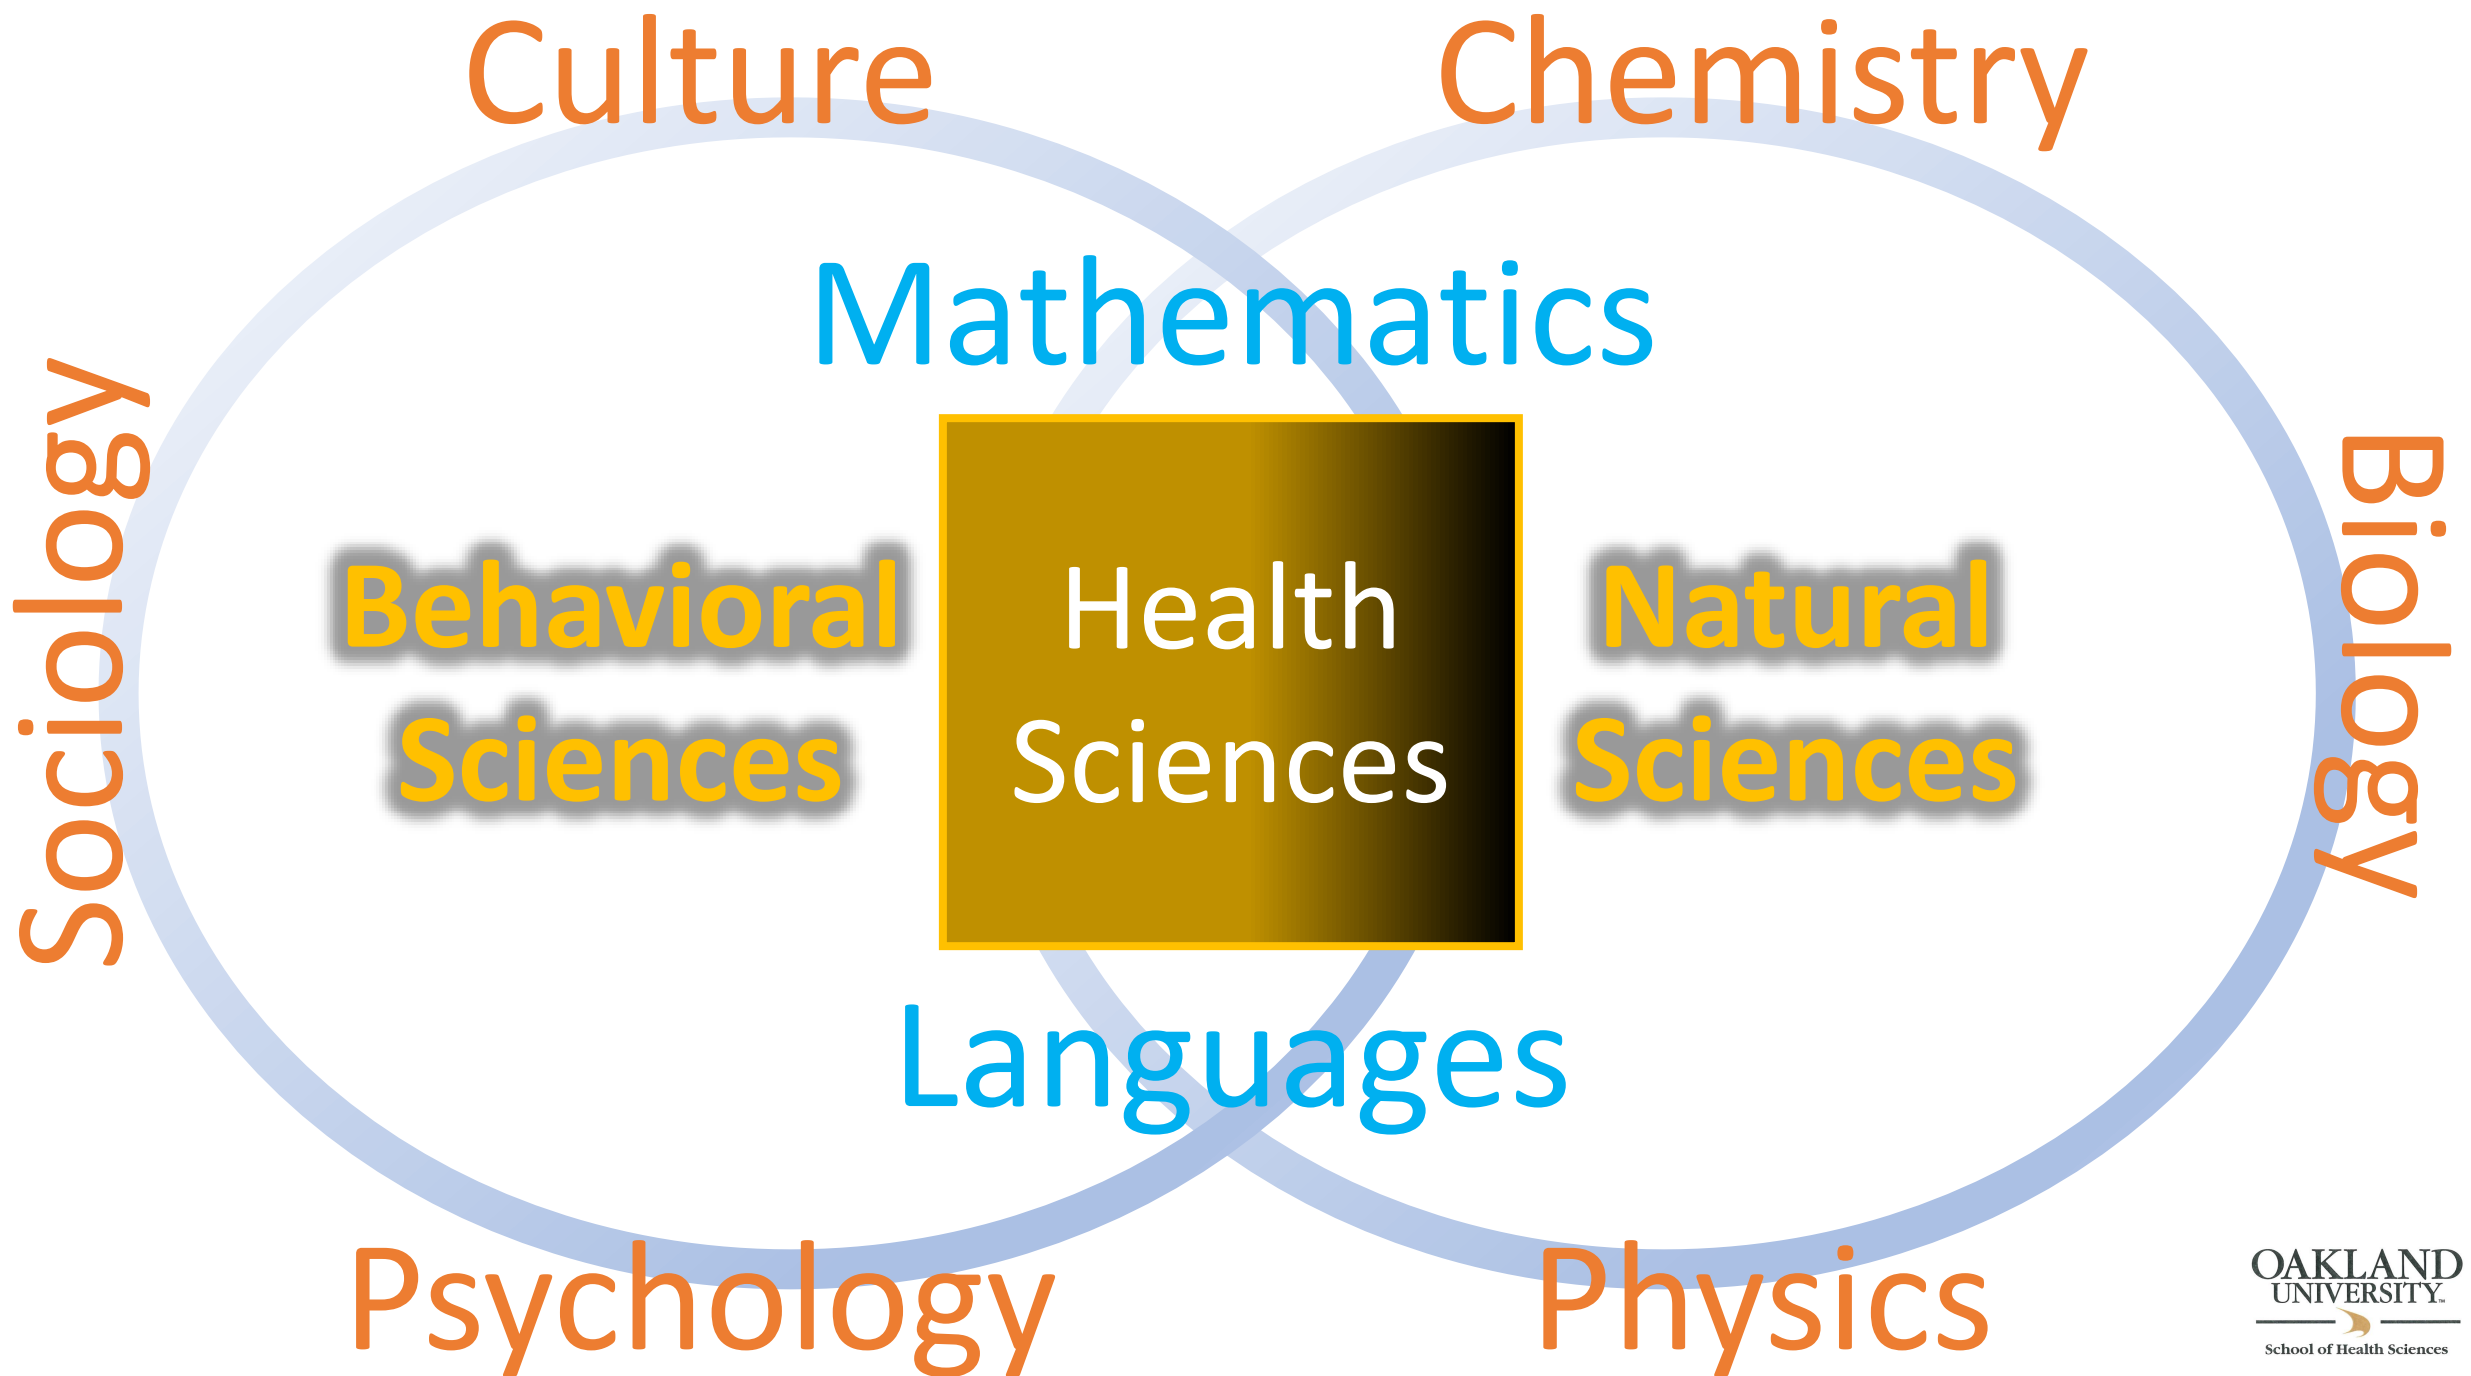 Culture
Chemistry
Mathematics
Sociology
Behavioral
Sciences
Health
Sciences
Natural
Sciences
Biology
Languages
Psychology
Physics
OAKLAND
UNIVERSITY™
School of Health Sciences